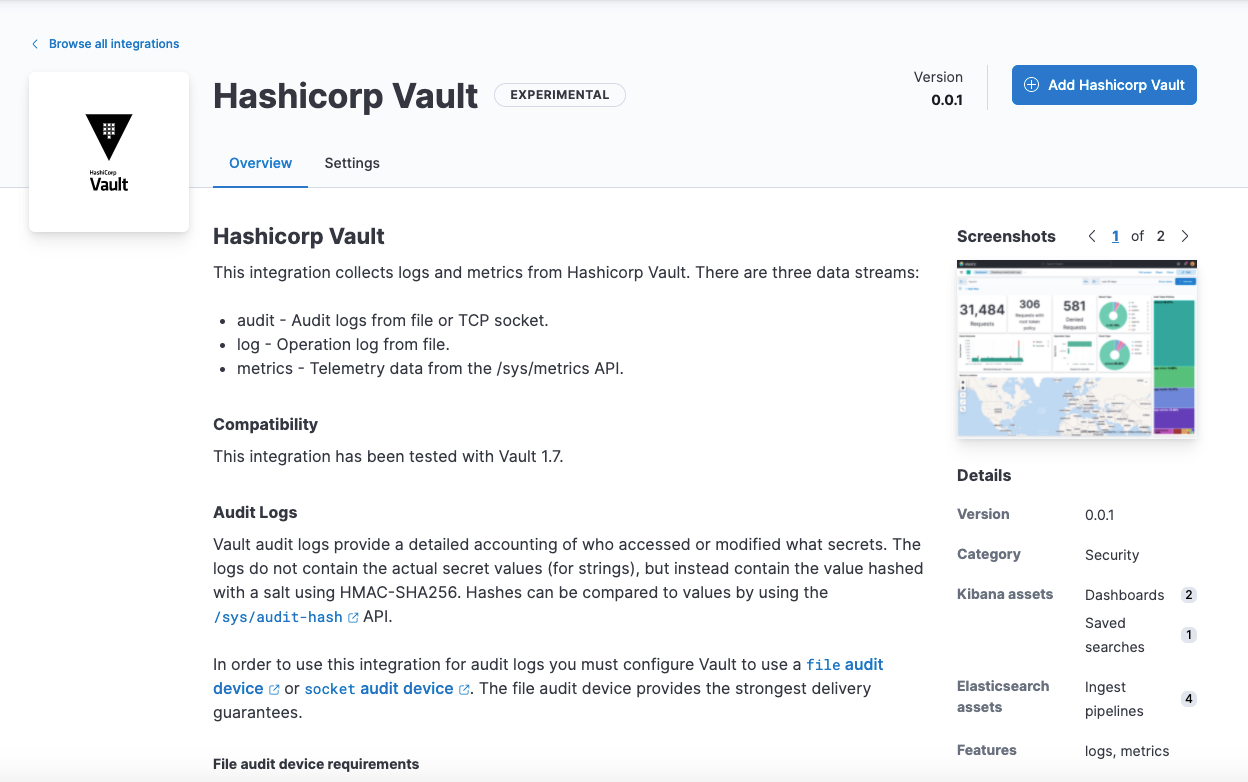 Browse all integrations
HashiCorp
Vault
Hashicorp Vault
EXPERIMENTAL
Version
0.0.1
Add Hashicorp Vault
Overview
Settings
Hashicorp Vault
This integration collects logs and metrics from Hashicorp Vault. There are three data streams:
• audit - Audit logs from file or TCP socket.
• log - Operation log from file.
• metrics - Telemetry data from the /sys/metrics API.
Compatibility
This integration has been tested with Vault 1.7.
Audit Logs
Vault audit logs provide a detailed accounting of who accessed or modified what secrets. The
logs do not contain the actual secret values (for strings), but instead contain the value hashed
with a salt using HMAC-SHA256. Hashes can be compared to values by using the
/sys/audit-hash API.
In order to use this integration for audit logs you must configure Vault to use a file audit
device or socket audit device. The file audit device provides the strongest delivery
guarantees.
File audit device requirements
Screenshots
1 of 2
31,484
Requests
306
Requests with
root token
policy
581
Denied
Requests
Details
Version 0.0.1
Category Security
Kibana assets Dashboards 2
Saved
searches 1
Elasticsearch
assets
Ingest
pipelines 4
Features logs, metrics